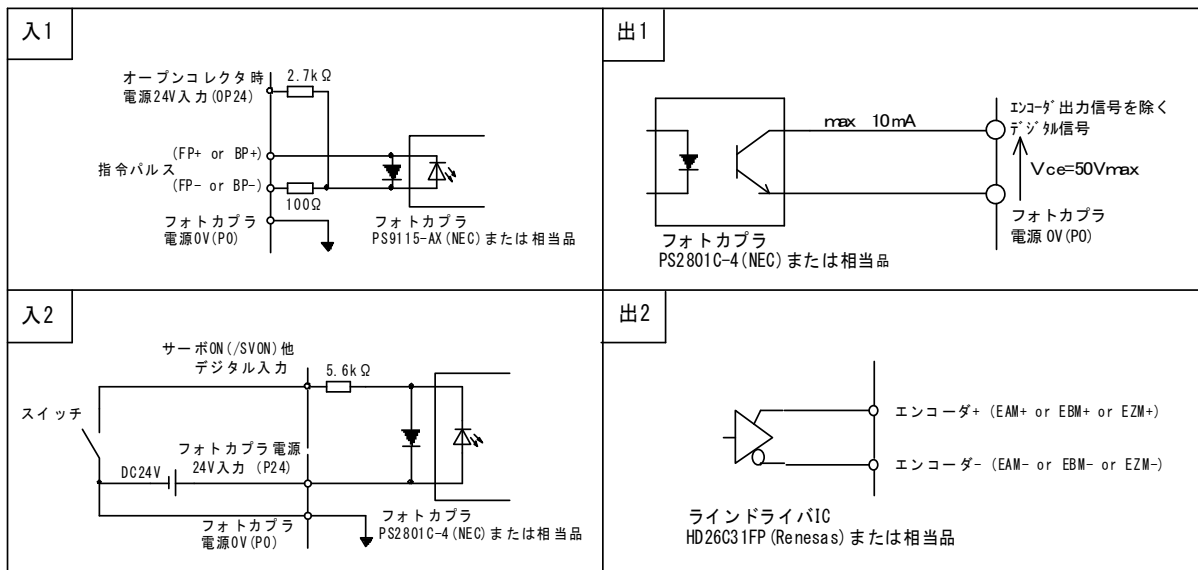 入1
オープンコレクタ時
電源24V入力(OP24)
2.7kΩ
(FP+ or BP+)
指令パルス
(FP- or BP-)
100Ω
フォトカプラ
電源0V(P0)
フォトカプラ
PS9115-AX(NEC)または相当品
出1
max 10mA
ｴﾝｺｰﾀﾞ出力信号を除く
デジタル信号
Vce=50Vmax
フォトカプラ
電源 0V(P0)
フォトカプラ
PS2801C-4(NEC)または相当品
入2
サーボON(/SVON)他
デジタル入力
5.6kΩ
スイッチ
フォトカプラ電源
24V入力 (P24)
DC24V
フォトカプラ
電源0V(P0)
フォトカプラ
PS2801C-4(NEC)または相当品
出2
エンコーダ+ (EAM+ or EBM+ or EZM+)
エンコーダ- (EAM- or EBM- or EZM-)
ラインドライバIC
HD26C31FP(Renesas)または相当品